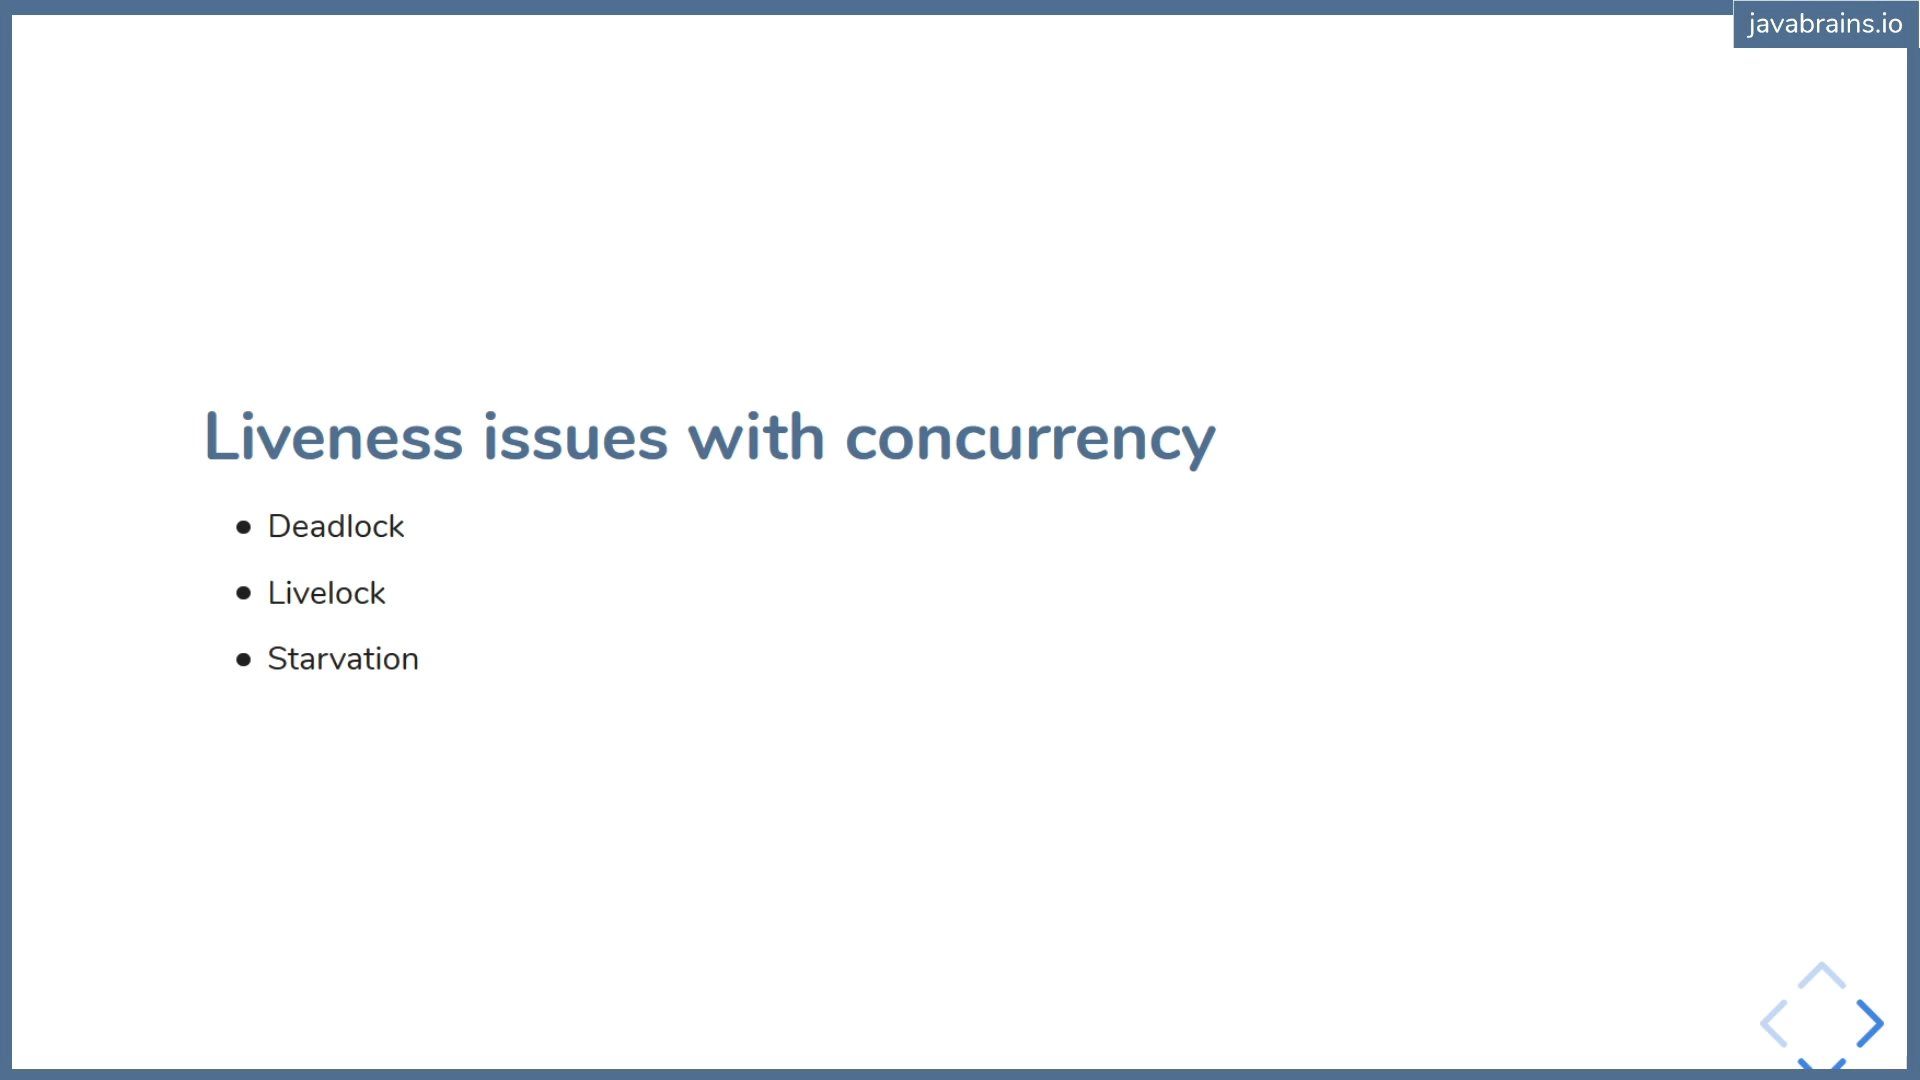 javabrains.io
Liveness issues with concurrency
Deadlock
Livelock
Starvation